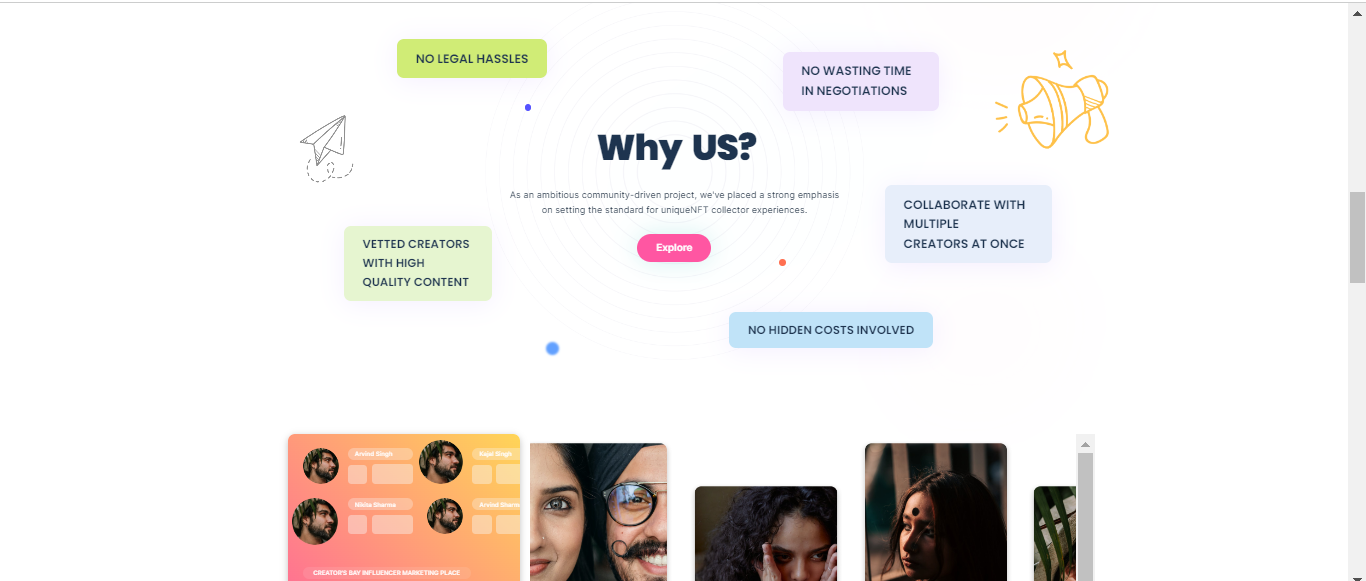 NO LEGAL HASSLES
NO WASTING TIME
IN NEGOTIATIONS
Why US?
As an ambitious community-driven project, we've placed a strong emphasis
on setting the standard for uniqueNFT collector experiences.
Explore
COLLABORATE WITH
MULTIPLE
CREATORS AT ONCE
VETTED CREATORS
WITH HIGH
QUALITY CONTENT
NO HIDDEN COSTS INVOLVED
Arvind Singh
Kajal Singh
Nikita Sharma
Arvind Sharm
CREATOR'S BAY INFLUENCER MARKETING PLACE